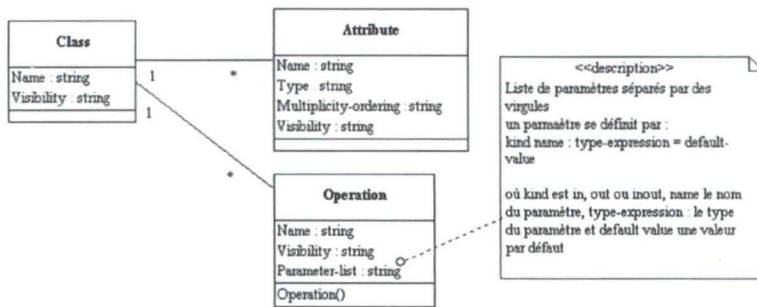 Class
Name : string
Visibility : string
1
*
1
*
Attribute
Name : string
Type : string
Multiplicity-ordering : string
Visibility : string
Operation
Name : string
Visibility : string
Parameter-list : string
Operation()
<<description>>
Liste de paramètres séparés par des
virgules
un parmaètre se définit par :
kind name : type-expression = default-
value
où kind est in, out ou inout, name le nom
du paramètre, type-expression : le type
du paramètre et default value une valeur
par défaut